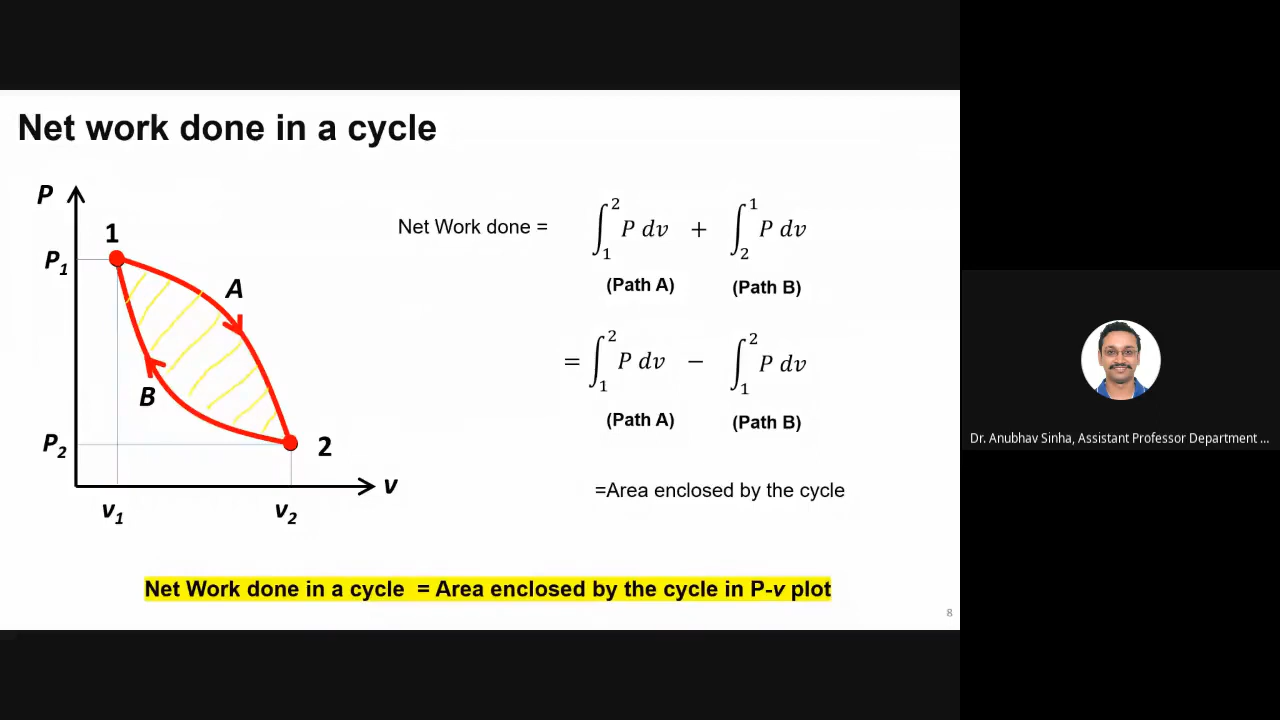 Net work done in a cycle
P
1
P1
A
B
P2
2
v
v1
v2
Net Work done = ∫₁² P dv + ∫₂¹ P dv
(Path A) (Path B)
= ∫₁² P dv − ∫₁² P dv
(Path A) (Path B)
=Area enclosed by the cycle
Net Work done in a cycle = Area enclosed by the cycle in P-v plot
8
Dr. Anubhav Sinha, Assistant Professor Department ...